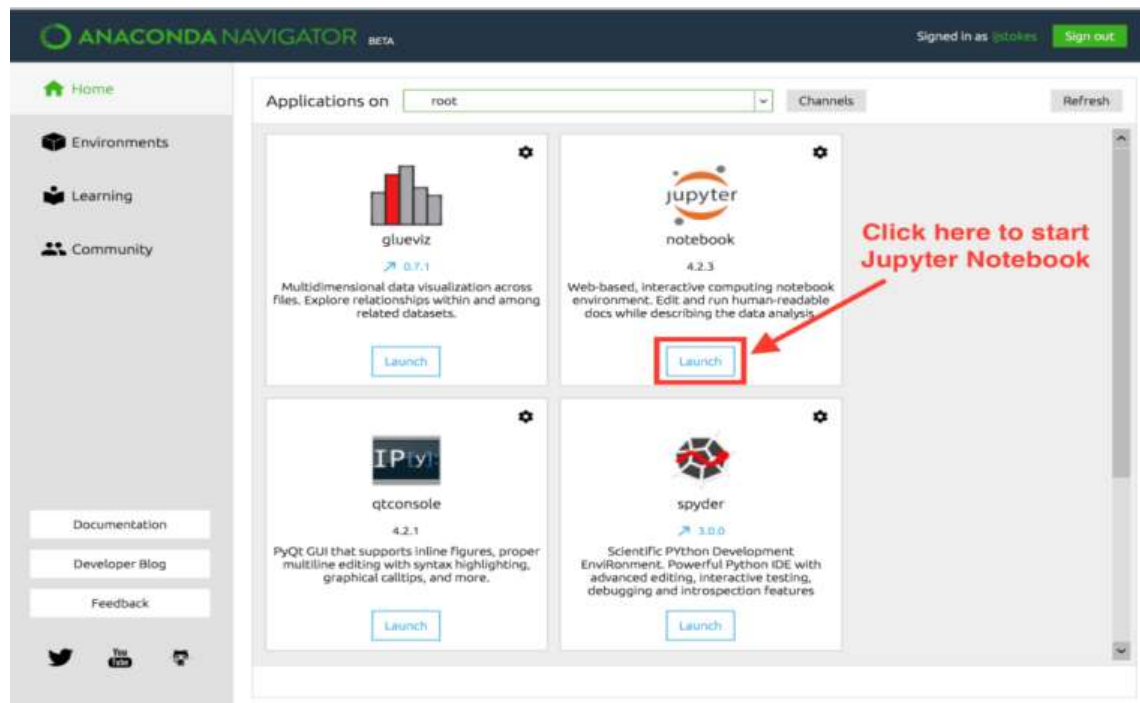 ANACONDA NAVIGATOR BETA
Signed in as ijstokes
Sign out
Home
Environments
Learning
Community
Documentation
Developer Blog
Feedback
You
Tube
Applications on
root
Channels
Refresh
glueviz
0.7.1
Multidimensional data visualization across
files. Explore relationships within and among
related datasets.
Launch
jupyter
notebook
4.2.3
Web-based, interactive computing notebook
environment. Edit and run human-readable
docs while describing the data analysis.
Launch
Click here to start
Jupyter Notebook
IP[y]:
qtconsole
4.2.1
PyQt GUI that supports inline figures, proper
multiline editing with syntax highlighting,
graphical calltips, and more.
Launch
spyder
3.0.0
Scientific PYthon Development
EnviRonment. Powerful Python IDE with
advanced editing, interactive testing,
debugging and introspection features
Launch